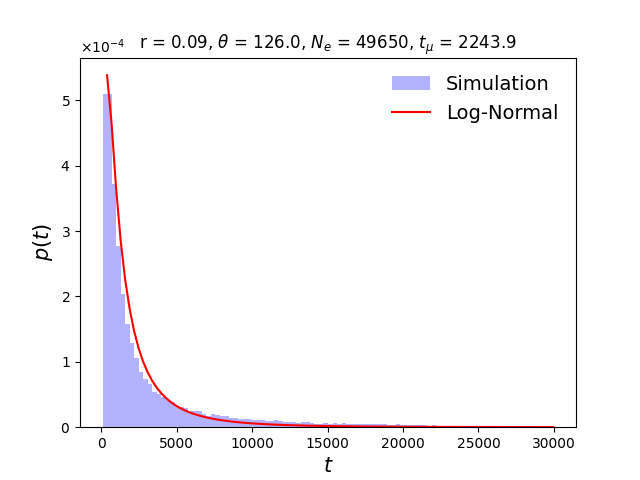 ×10⁻⁴ r = 0.09, θ = 126.0, Nₑ = 49650, t_μ = 2243.9
Simulation
Log-Normal
p(t)
5
4
3
2
1
0
0 5000 10000 15000 20000 25000 30000
t